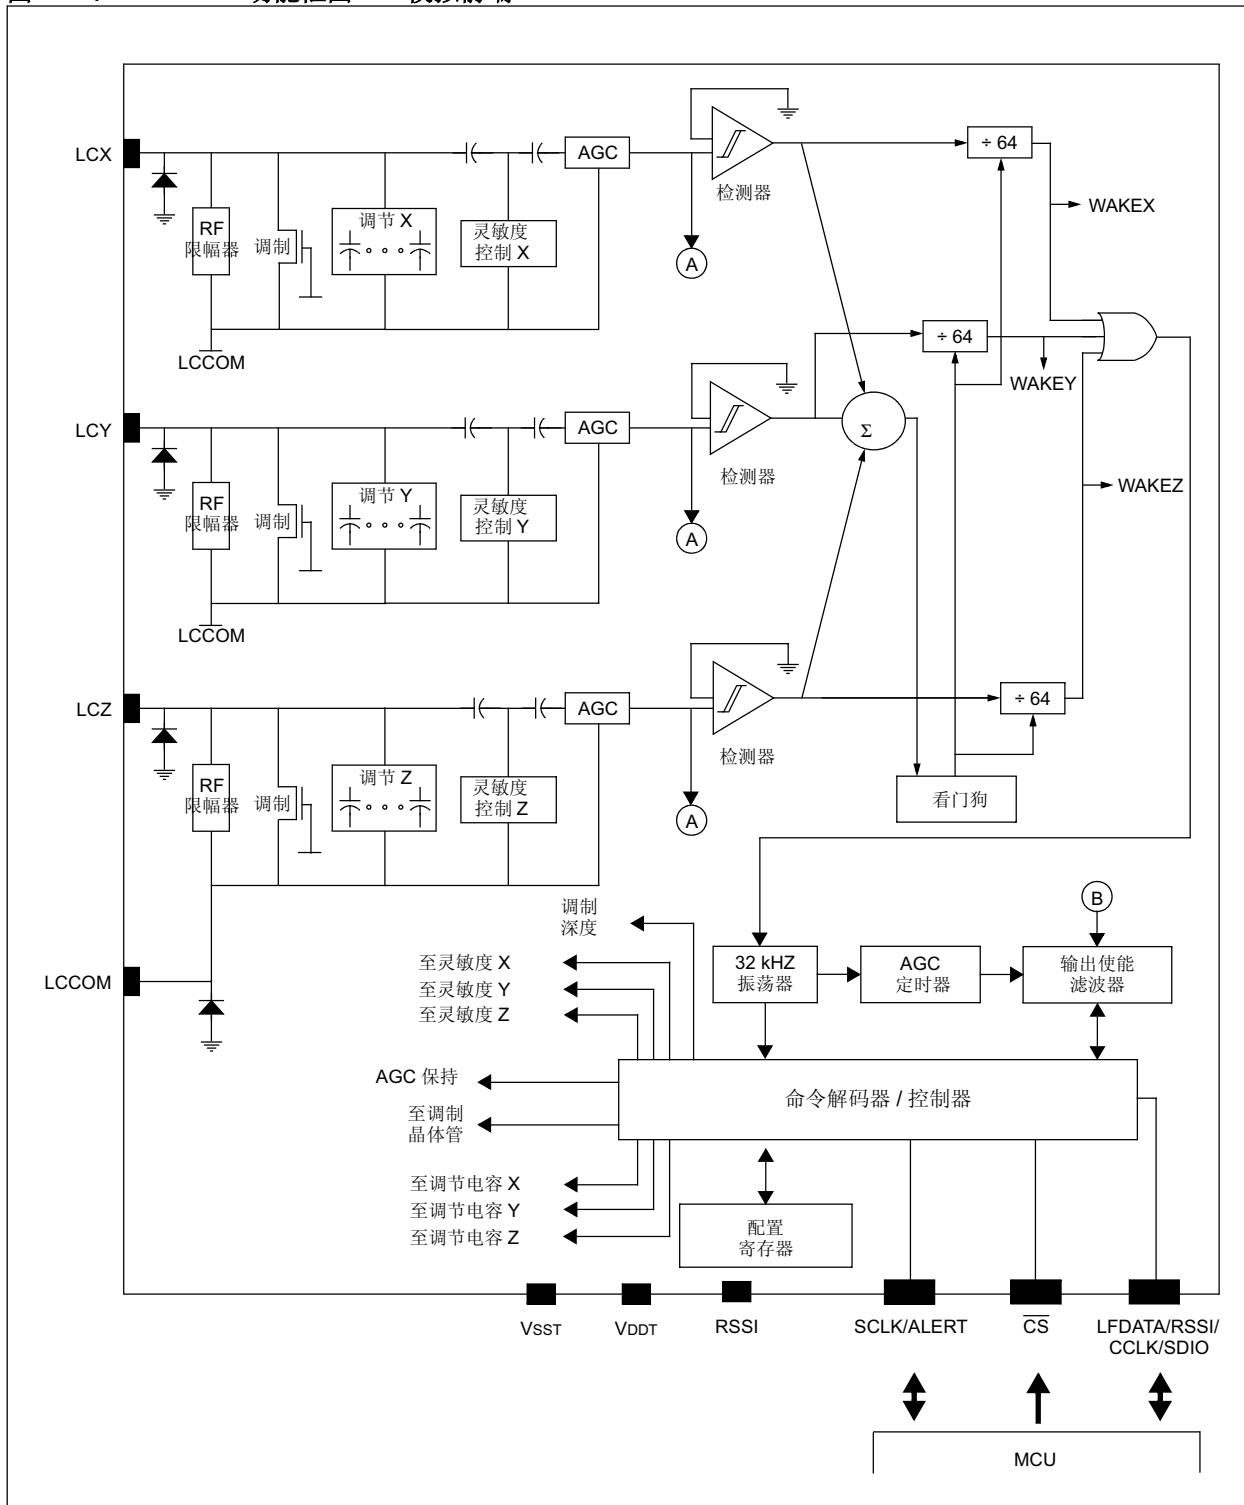 LCX
AGC
÷ 64
检测器
WAKEX
RF
限幅器
调制
调节 X
灵敏度
控制 X
A
÷ 64
LCCOM
WAKEY
LCY
AGC
Σ
检测器
WAKEZ
RF
限幅器
调制
调节 Y
灵敏度
控制 Y
A
LCCOM
LCZ
AGC
÷ 64
检测器
RF
限幅器
调制
调节 Z
灵敏度
控制 Z
看门狗
A
调制
深度
B
LCCOM
至灵敏度 X
至灵敏度 Y
至灵敏度 Z
32 kHZ
振荡器
AGC
定时器
输出使能
滤波器
AGC 保持
命令解码器 / 控制器
至调制
晶体管
至调节电容 X
至调节电容 Y
至调节电容 Z
配置
寄存器
VSST
VDDT
RSSI
SCLK/ALERT
CS
LFDATA/RSSI/
CCLK/SDIO
MCU